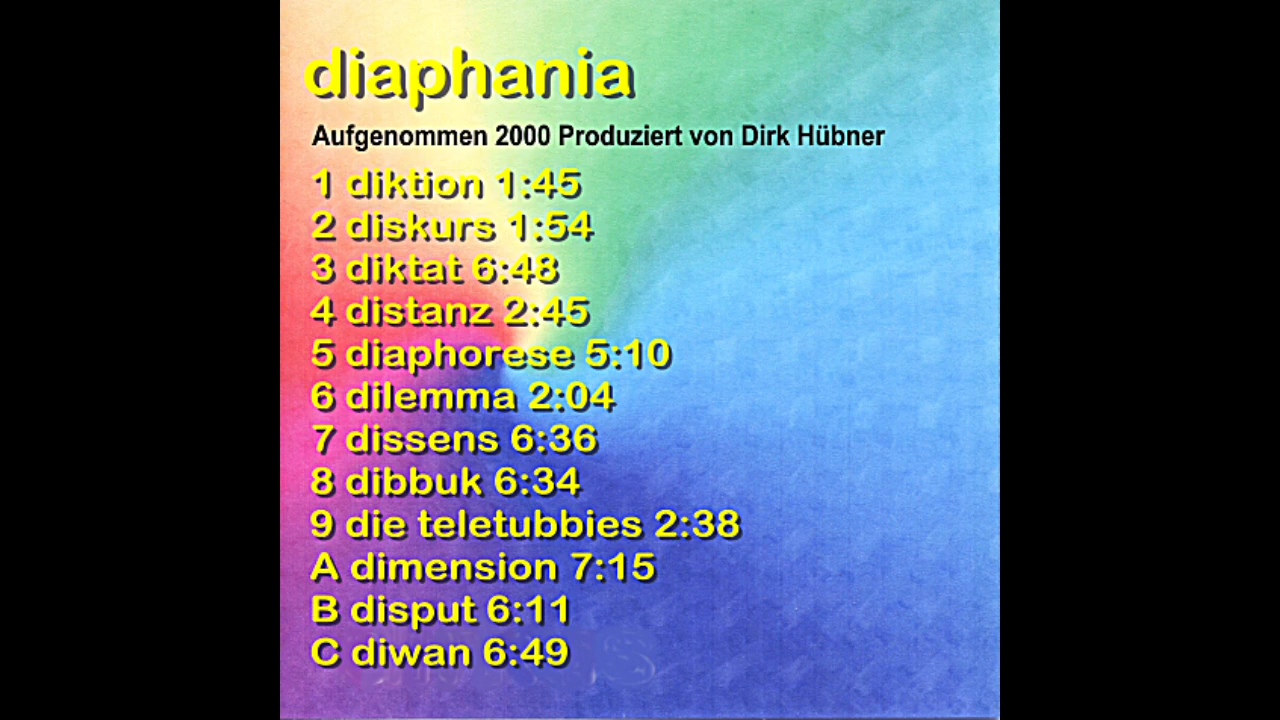 diaphania
Aufgenommen 2000 Produziert von Dirk Hübner
1 diktion 1:45
2 diskurs 1:54
3 diktat 6:48
4 distanz 2:45
5 diaphorese 5:10
6 dilemma 2:04
7 dissens 6:36
8 dibbuk 6:34
9 die teletubbies 2:38
A dimension 7:15
B disput 6:11
C diwan 6:49